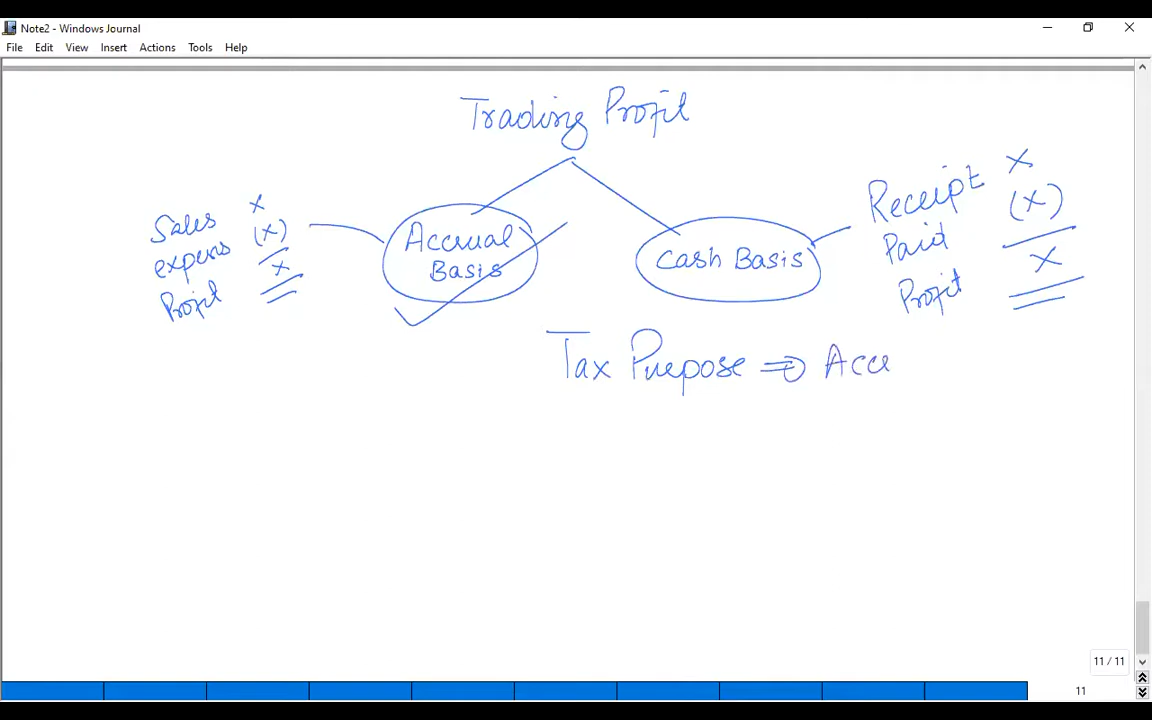 Note2 - Windows Journal
File Edit View Insert Actions Tools Help
Trading Profit
Sales x
expens (x)
x
Profit
Accrual
Basis
Cash Basis
Receipt x
Paid (x)
Profit x
Tax Purpose ⇒ Accu
11 / 11
11